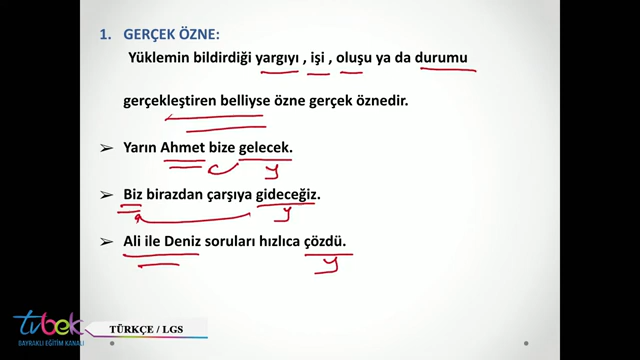 1. GERÇEK ÖZNE:
Yüklemin bildirdiği yargıyı , işi , oluşu ya da durumu
gerçekleştiren belliyse özne gerçek öznedir.
➢ Yarın Ahmet bize gelecek.
y
➢ Biz birazdan çarşıya gideceğiz.
y
➢ Ali ile Deniz soruları hızlıca çözdü.
y
tvbek
BAYRAKLI EĞİTİM KANALI
TÜRKÇE / LGS